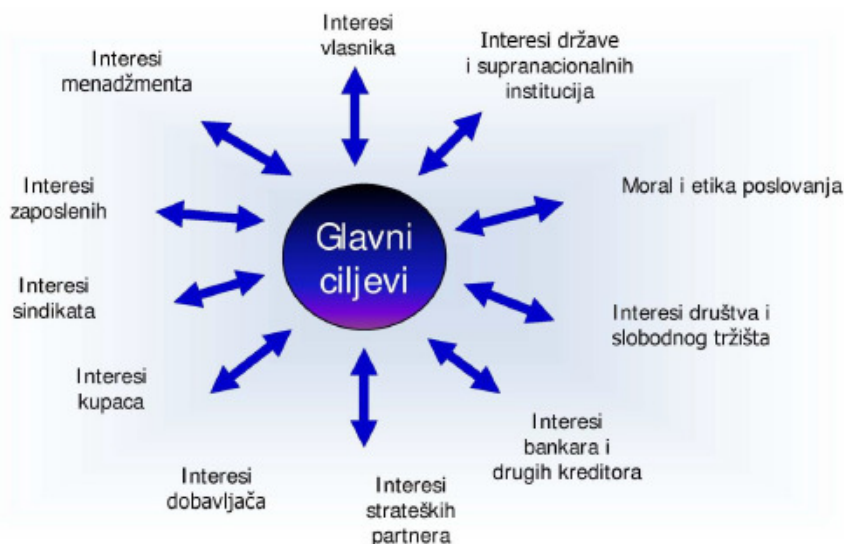 Interesi
vlasnika
Interesi države
i supranacionalnih
institucija
Interesi
menadžmenta
Moral i etika poslovanja
Interesi
zaposlenih
Glavni
ciljevi
Interesi
sindikata
Interesi društva i
slobodnog tržišta
Interesi
kupaca
Interesi
bankara i
drugih kreditora
Interesi
dobavljača
Interesi
strateških
partnera